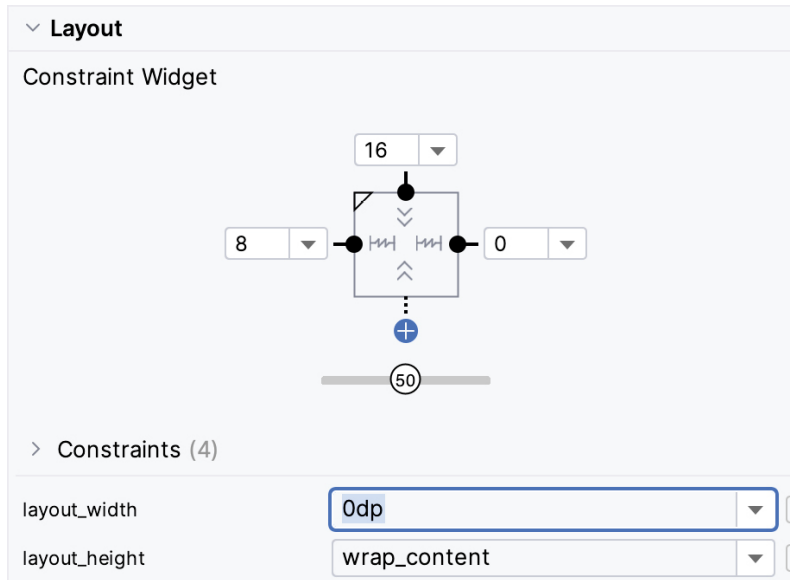 Layout
Constraint Widget
16
8
0
50
Constraints (4)
layout_width 0dp
layout_height wrap_content